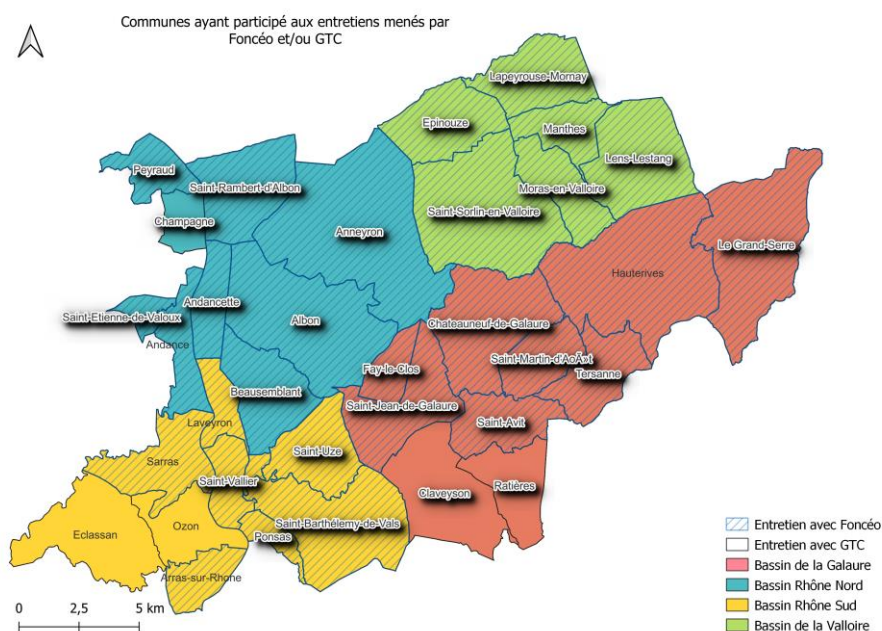 Communes ayant participé aux entretiens menés par
Foncéo et/ou GTC
Lapeyrouse-Mornay
Epinouze
Manthes
Lens-Lestang
Peyraud
Saint-Rambert-d'Albon
Moras-en-Valloire
Champagne
Saint-Sorlin-en-Valloire
Anneyron
Le Grand-Serre
Hauterives
Andancette
Saint-Etienne-de-Valoux
Albon
Chateauneuf-de-Galaure
Andance
Saint-Martin-d'AoÃ»t
Fay-le-Clos
Tersanne
Beausemblant
Saint-Jean-de-Galaure
Laveyron
Saint-Avit
Saint-Uze
Sarras
Saint-Vallier
Claveyson
Ratières
Ozon
Saint-Barthélemy-de-Vals
Eclassan
Ponsas
Arras-sur-Rhone
Entretien avec Foncéo
Entretien avec GTC
Bassin de la Galaure
Bassin Rhône Nord
Bassin Rhône Sud
Bassin de la Valloire
0 2,5 5 km